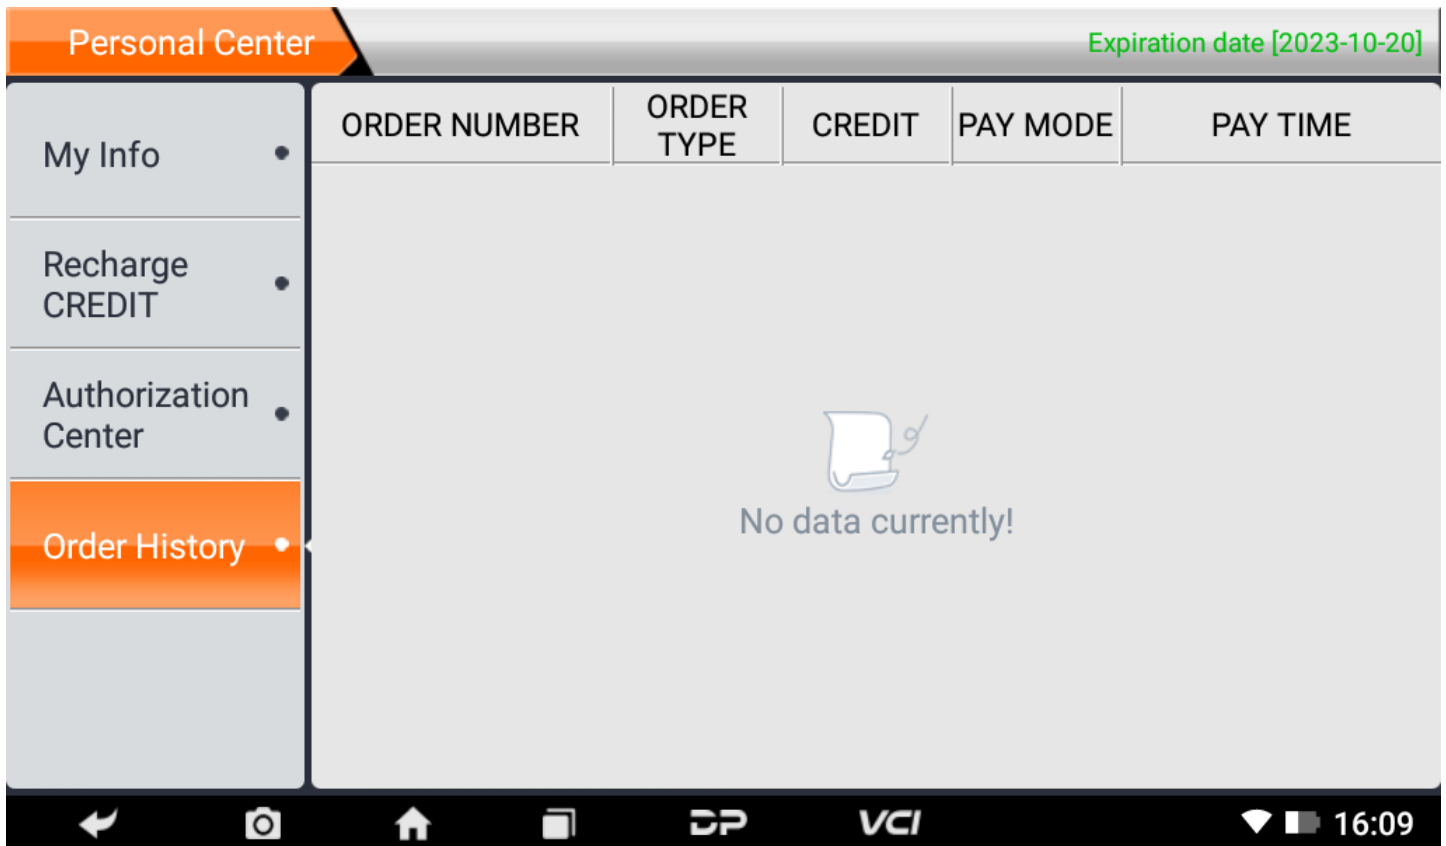 Personal Center
Expiration date [2023-10-20]
My Info
Recharge
CREDIT
Authorization
Center
Order History
ORDER NUMBER
ORDER
TYPE
CREDIT
PAY MODE
PAY TIME
No data currently!
DP
VCI
16:09